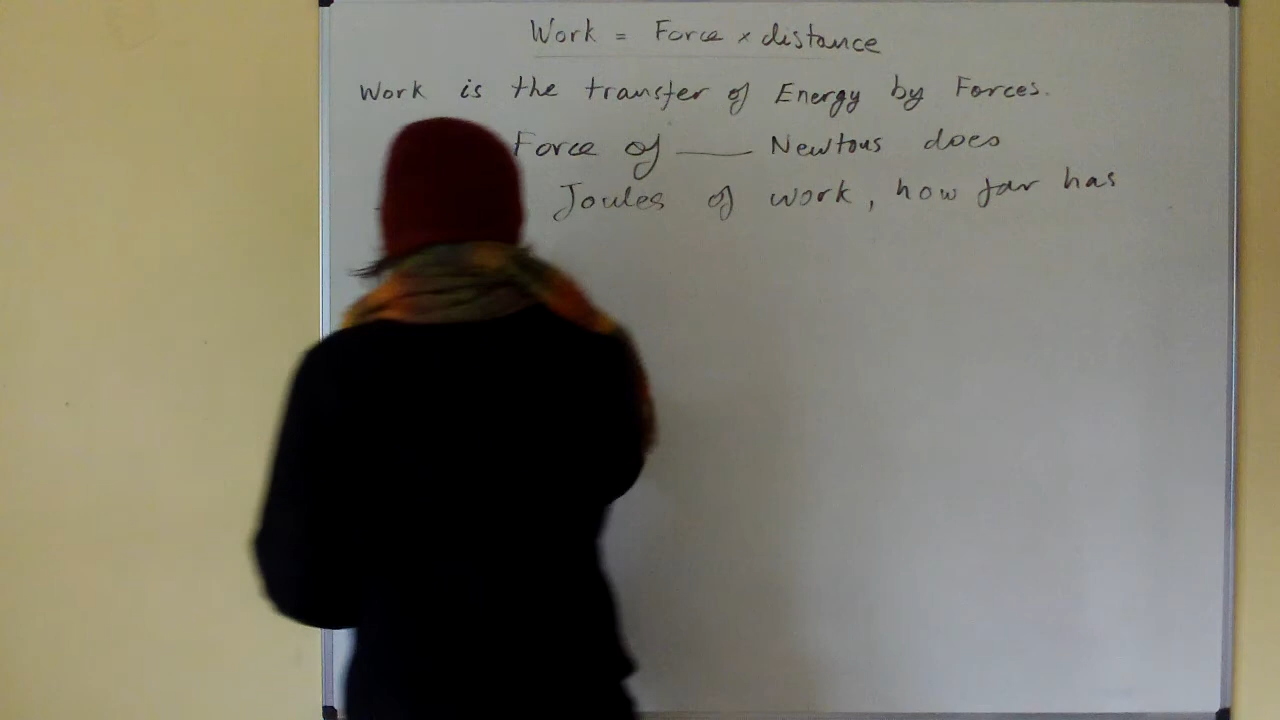 Work = Force × distance
Work is the transfer of Energy by Forces.
Force of ___ Newtons does
Joules of work, how far has